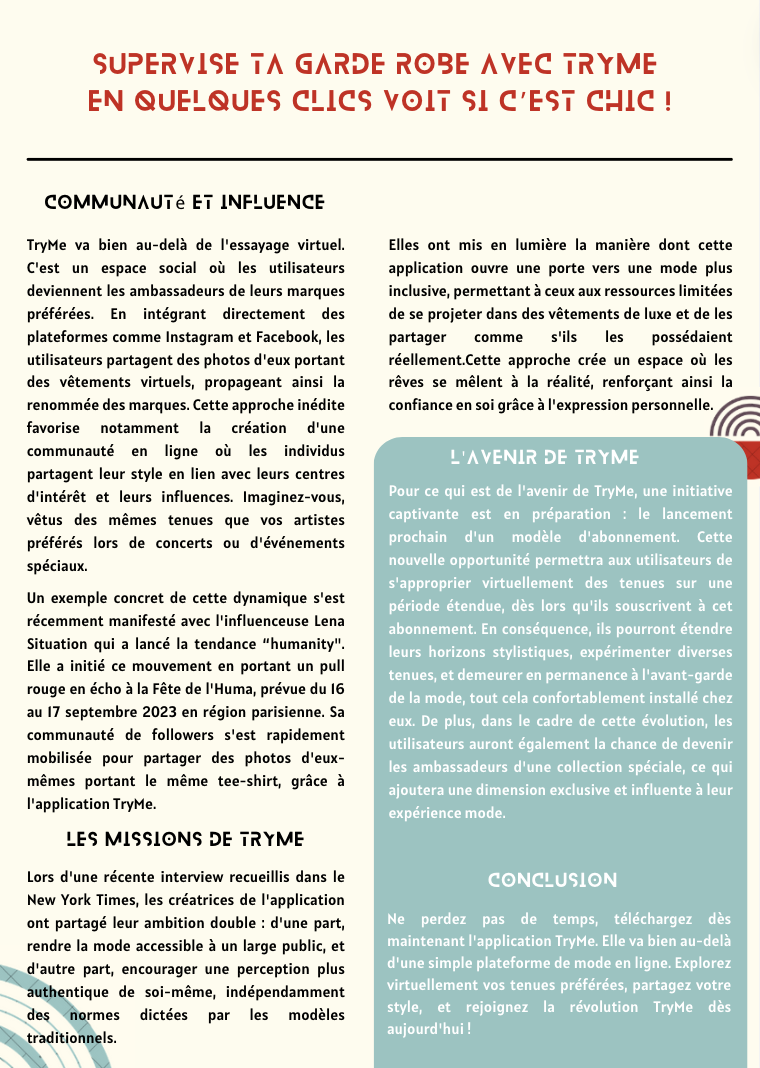 SUPERVISE TA GARDE ROBE AVEC TRYME
EN QUELQUES CLICS VOIT SI C'EST CHIC !
COMMUNAUTé ET INFLUENCE
TryMe va bien au-delà de l'essayage virtuel.
C'est un espace social où les utilisateurs
deviennent les ambassadeurs de leurs marques
préférées. En intégrant directement des
plateformes comme Instagram et Facebook, les
utilisateurs partagent des photos d'eux portant
des vêtements virtuels, propageant ainsi la
renommée des marques. Cette approche inédite
favorise notamment la création d'une
communauté en ligne où les individus
partagent leur style en lien avec leurs centres
d'intérêt et leurs influences. Imaginez-vous,
vêtus des mêmes tenues que vos artistes
préférés lors de concerts ou d'événements
spéciaux.
Un exemple concret de cette dynamique s'est
récemment manifesté avec l'influenceuse Lena
Situation qui a lancé la tendance “humanity".
Elle a initié ce mouvement en portant un pull
rouge en écho à la Fête de l'Huma, prévue du 16
au 17 septembre 2023 en région parisienne. Sa
communauté de followers s'est rapidement
mobilisée pour partager des photos d'eux-
mêmes portant le même tee-shirt, grâce à
l'application TryMe.
LES MISSIONS DE TRYME
Lors d'une récente interview recueillis dans le
New York Times, les créatrices de l'application
ont partagé leur ambition double : d'une part,
rendre la mode accessible à un large public, et
d'autre part, encourager une perception plus
authentique de soi-même, indépendamment
des normes dictées par les modèles
traditionnels.
Elles ont mis en lumière la manière dont cette
application ouvre une porte vers une mode plus
inclusive, permettant à ceux aux ressources limitées
de se projeter dans des vêtements de luxe et de les
partager comme s'ils les possédaient
réellement.Cette approche crée un espace où les
rêves se mêlent à la réalité, renforçant ainsi la
confiance en soi grâce à l'expression personnelle.
L'AVENIR DE TRYME
Pour ce qui est de l'avenir de TryMe, une initiative
captivante est en préparation : le lancement
prochain d'un modèle d'abonnement. Cette
nouvelle opportunité permettra aux utilisateurs de
s'approprier virtuellement des tenues sur une
période étendue, dès lors qu'ils souscrivent à cet
abonnement. En conséquence, ils pourront étendre
leurs horizons stylistiques, expérimenter diverses
tenues, et demeurer en permanence à l'avant-garde
de la mode, tout cela confortablement installé chez
eux. De plus, dans le cadre de cette évolution, les
utilisateurs auront également la chance de devenir
les ambassadeurs d'une collection spéciale, ce qui
ajoutera une dimension exclusive et influente à leur
expérience mode.
CONCLUSION
Ne perdez pas de temps, téléchargez dès
maintenant l'application TryMe. Elle va bien au-delà
d'une simple plateforme de mode en ligne. Explorez
virtuellement vos tenues préférées, partagez votre
style, et rejoignez la révolution TryMe dès
aujourd'hui !